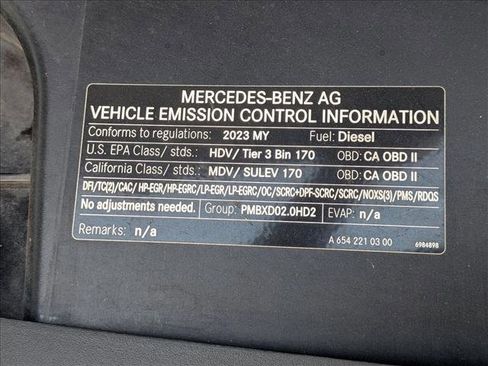 MERCEDES-BENZ AG
VEHICLE EMISSION CONTROL INFORMATION
Conforms to regulations: 2023 MY Fuel: Diesel
U.S. EPA Class/ stds.: HDV/ Tier 3 Bin 170 OBD: CA OBD II
California Class/ stds.: MDV/ SULEV 170 OBD: CA OBD II
DFI/TC(2)/CAC/ HP-EGR/HP-EGRC/LP-EGR/LP-EGRC/OC/SCRC+DPF-SCRC/SCRC/NOXS(3)/PMS/RDQS
No adjustments needed. Group: PMBXD02.0HD2 EVAP: n/a
Remarks: n/a
A 654 221 03 00 6984898